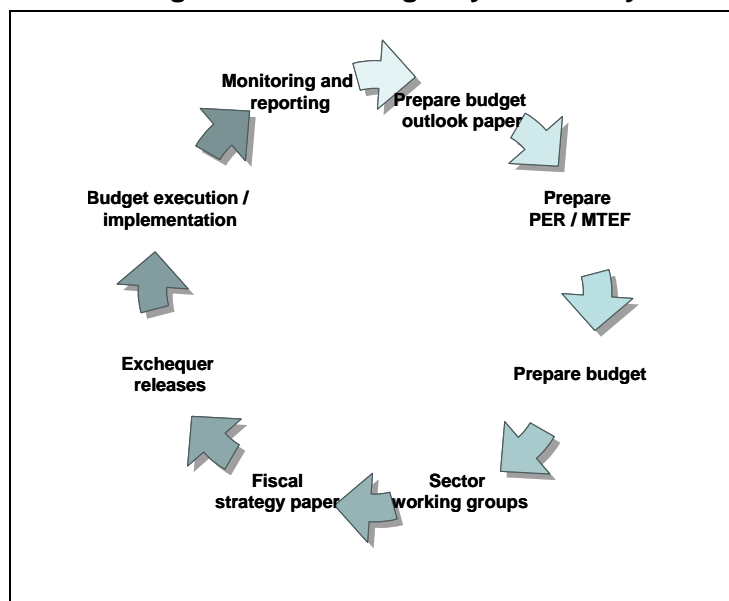 Monitoring and
reporting
Prepare budget
outlook paper
Prepare
PER / MTEF
Prepare budget
Sector
working groups
Fiscal
strategy paper
Exchequer
releases
Budget execution /
implementation